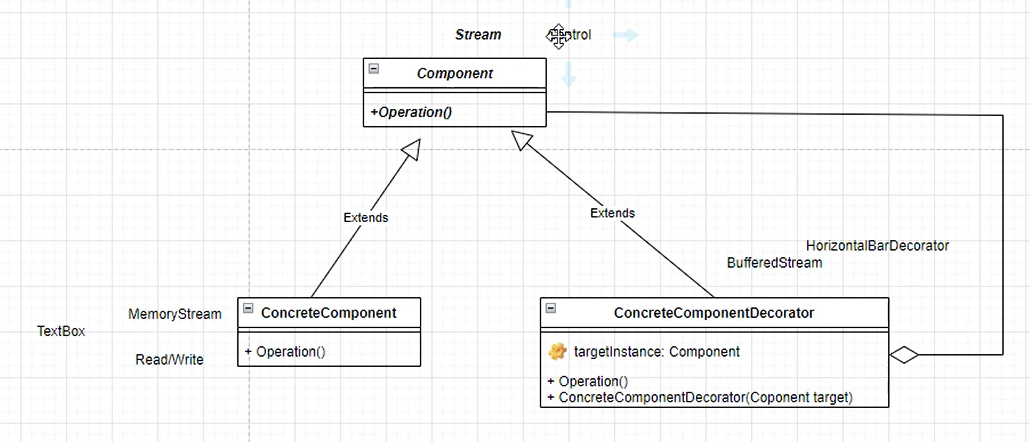 Stream
Component
+Operation()
Extends
Extends
HorizontalBarDecorator
BufferedStream
MemoryStream
ConcreteComponent
TextBox
Read/Write
+ Operation()
ConcreteComponentDecorator
targetInstance: Component
+ Operation()
+ ConcreteComponentDecorator(Coponent target)